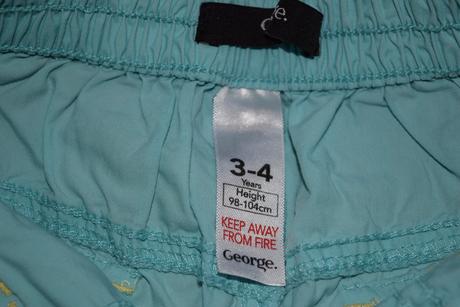 3-4
Years
Height
98-104cm
KEEP AWAY
FROM FIRE
George.